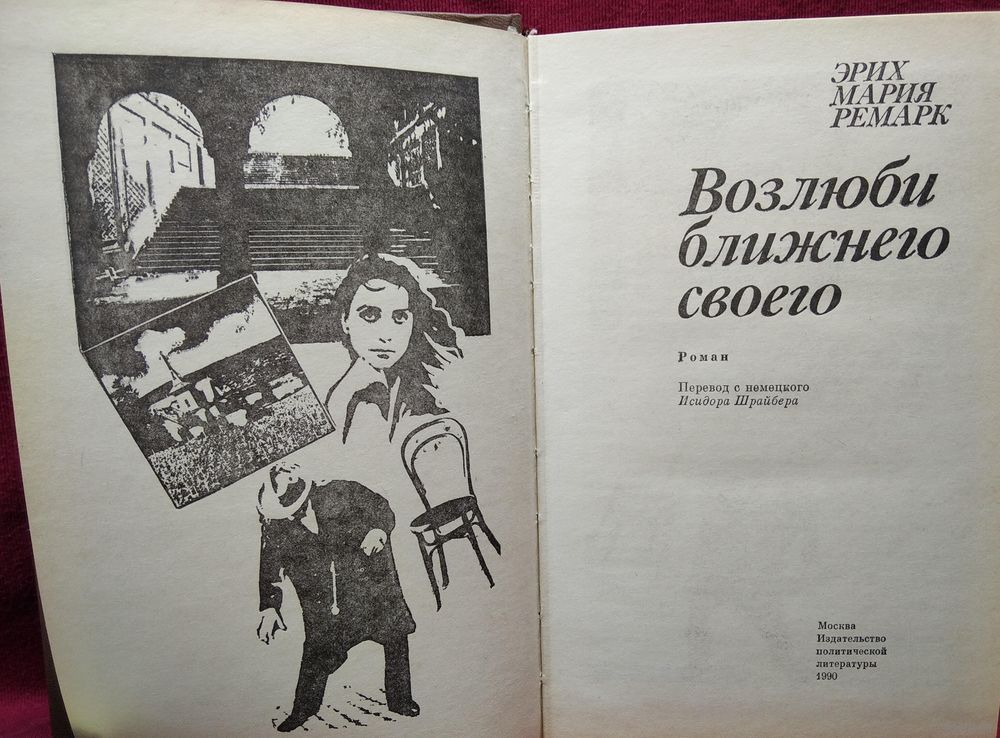 ЭРИХ
МАРИЯ
РЕМАРК
Возлюби
ближнего
своего
Роман
Перевод с немецкого
Исидора Шрайбера
Москва
Издательство
политической
литературы
1990